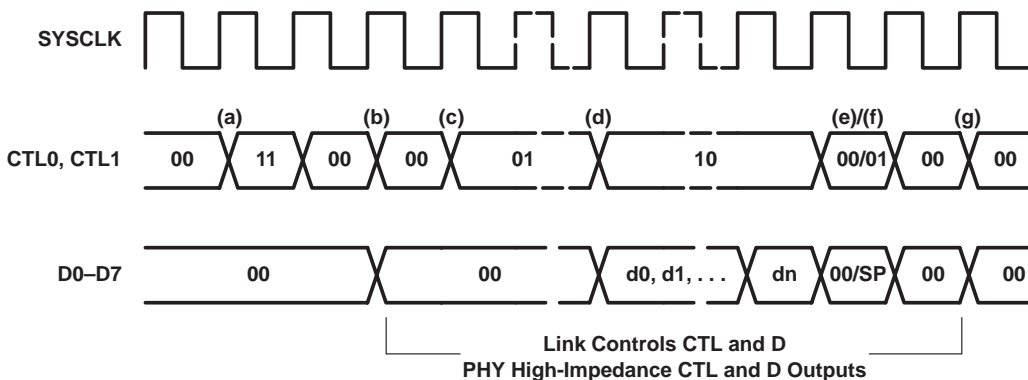 SYSCLK
(a) (b) (c) (d) (e)/(f) (g)
CTL0, CTL1 00 11 00 00 01 10 00/01 00 00
D0–D7 00 00 d0, d1, . . . dn 00/SP 00 00
Link Controls CTL and D
PHY High-Impedance CTL and D Outputs